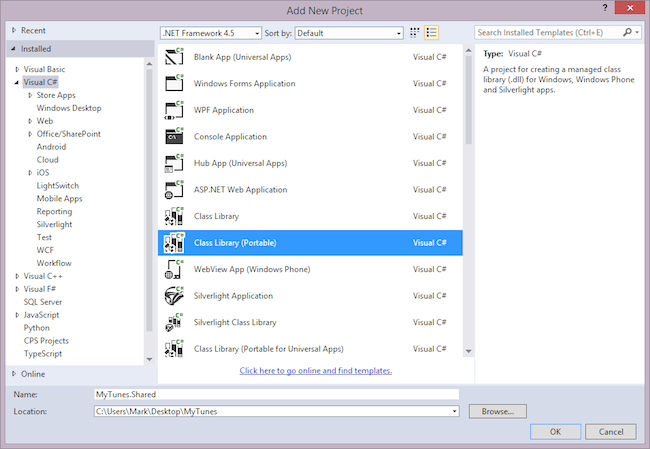 Add New Project
?
Recent
Installed
Visual Basic
Visual C#
Store Apps
Windows Desktop
Web
Office/SharePoint
Android
Cloud
iOS
LightSwitch
Mobile Apps
Reporting
Silverlight
Test
WCF
Workflow
Visual C++
Visual F#
SQL Server
JavaScript
Python
CPS Projects
TypeScript
Online
.NET Framework 4.5 Sort by: Default
Blank App (Universal Apps) Visual C#
Windows Forms Application Visual C#
WPF Application Visual C#
Console Application Visual C#
Hub App (Universal Apps) Visual C#
ASP.NET Web Application Visual C#
Class Library Visual C#
Class Library (Portable) Visual C#
WebView App (Windows Phone) Visual C#
Silverlight Application Visual C#
Silverlight Class Library Visual C#
Class Library (Portable for Universal Apps) Visual C#
Click here to go online and find templates.
Search Installed Templates (Ctrl+E)
Type: Visual C#
A project for creating a managed class
library (.dll) for Windows, Windows Phone
and Silverlight apps.
Name: MyTunes.Shared
Location: C:\Users\Mark\Desktop\MyTunes Browse...
OK Cancel